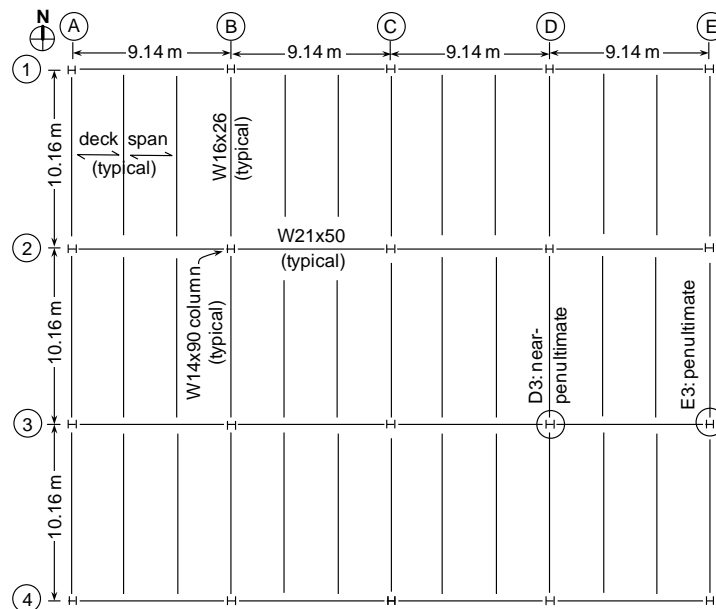 N
A B C D E
9.14 m 9.14 m 9.14 m 9.14 m
1
deck span
(typical)
W16x26
(typical)
10.16 m
W21x50
(typical)
2
W14x90 column
(typical)
10.16 m
D3: near-
penultimate
E3: penultimate
3
10.16 m
4